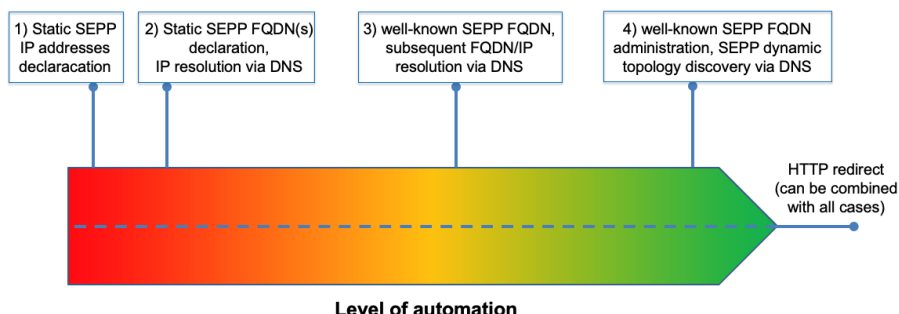 1) Static SEPP
IP addresses
declaracation
2) Static SEPP FQDN(s)
declaration,
IP resolution via DNS
3) well-known SEPP FQDN,
subsequent FQDN/IP
resolution via DNS
4) well-known SEPP FQDN
administration, SEPP dynamic
topology discovery via DNS
HTTP redirect
(can be combined
with all cases)
Level of automation